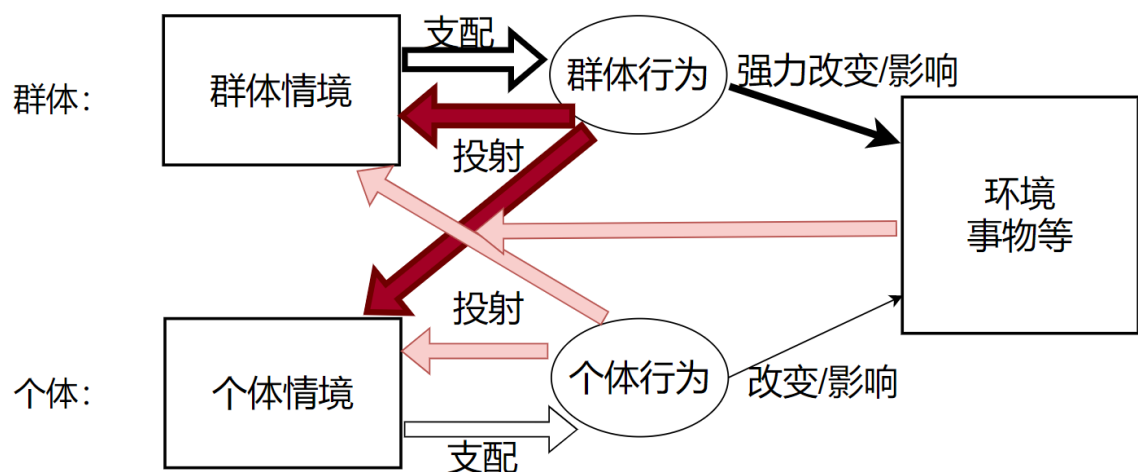 支配
群体：
群体情境
群体行为
强力改变/影响
投射
环境
事物等
投射
个体：
个体情境
个体行为
改变/影响
支配